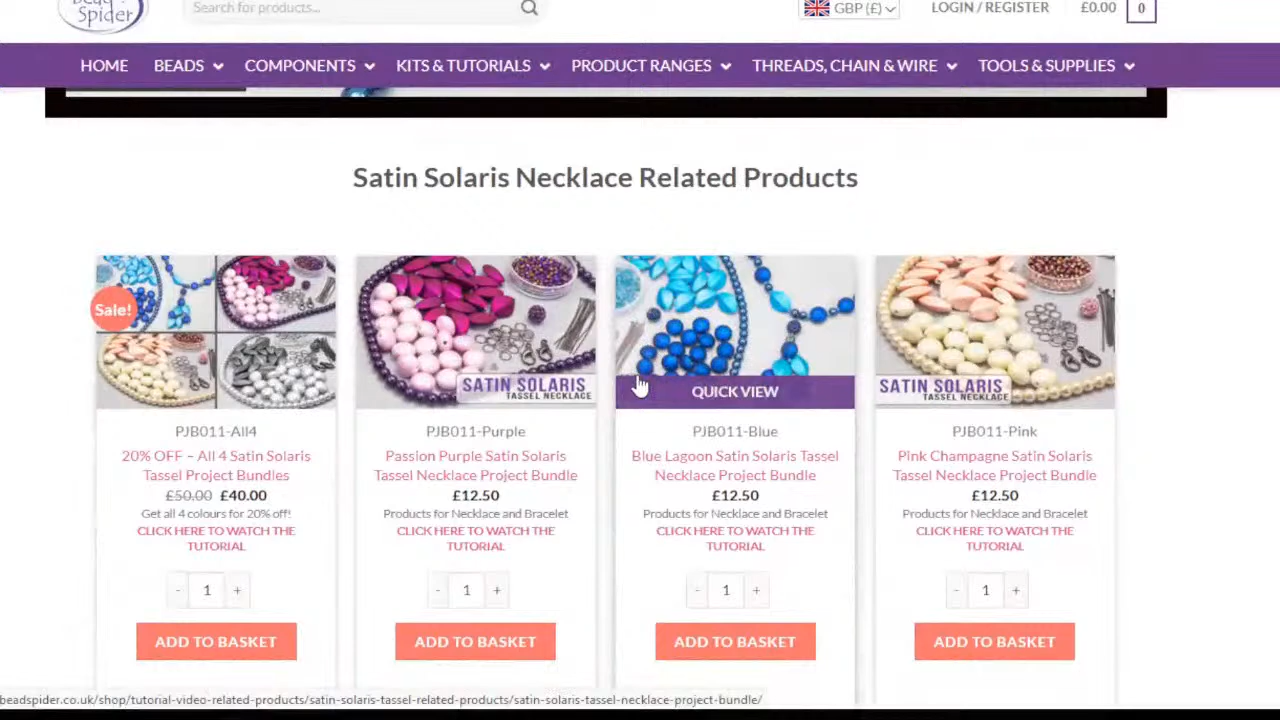 Bead
Spider
Search for products...
GBP (£)
LOGIN / REGISTER
£0.00
0
HOME
BEADS
COMPONENTS
KITS & TUTORIALS
PRODUCT RANGES
THREADS, CHAIN & WIRE
TOOLS & SUPPLIES
Satin Solaris Necklace Related Products
Sale!
PJB011-All4
20% OFF – All 4 Satin Solaris
Tassel Project Bundles
£50.00 £40.00
Get all 4 colours for 20% off!
CLICK HERE TO WATCH THE
TUTORIAL
- 1 +
ADD TO BASKET
SATIN SOLARIS
TASSEL NECKLACE
PJB011-Purple
Passion Purple Satin Solaris
Tassel Necklace Project Bundle
£12.50
Products for Necklace and Bracelet
CLICK HERE TO WATCH THE
TUTORIAL
- 1 +
ADD TO BASKET
QUICK VIEW
PJB011-Blue
Blue Lagoon Satin Solaris Tassel
Necklace Project Bundle
£12.50
Products for Necklace and Bracelet
CLICK HERE TO WATCH THE
TUTORIAL
- 1 +
ADD TO BASKET
SATIN SOLARIS
TASSEL NECKLACE
PJB011-Pink
Pink Champagne Satin Solaris
Tassel Necklace Project Bundle
£12.50
Products for Necklace and Bracelet
CLICK HERE TO WATCH THE
TUTORIAL
- 1 +
ADD TO BASKET
beadspider.co.uk/shop/tutorial-video-related-products/satin-solaris-tassel-related-products/satin-solaris-tassel-necklace-project-bundle/